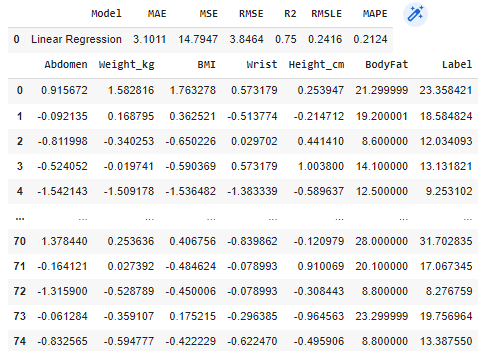 Model MAE MSE RMSE R2 RMSLE MAPE
0 Linear Regression 3.1011 14.7947 3.8464 0.75 0.2416 0.2124
Abdomen Weight_kg BMI Wrist Height_cm BodyFat Label
0 0.915672 1.582816 1.763278 0.573179 0.253947 21.299999 23.358421
1 -0.092135 0.168795 0.362521 -0.513774 -0.214712 19.200001 18.584824
2 -0.811998 -0.340253 -0.650226 0.029702 0.441410 8.600000 12.034093
3 -0.524052 -0.019741 -0.590369 0.573179 1.003800 14.100000 13.131821
4 -1.542143 -1.509178 -1.536482 -1.383339 -0.589637 12.500000 9.253102
... ... ... ... ... ... ... ...
70 1.378440 0.253636 0.406756 -0.839862 -0.120979 28.000000 31.702835
71 -0.164121 0.027392 -0.484624 -0.078993 0.910069 20.100000 17.067345
72 -1.315900 -0.528789 -0.450006 -0.078993 -0.308443 8.800000 8.276759
73 -0.061284 -0.359107 0.175215 -0.296385 -0.964563 23.299999 19.756964
74 -0.832565 -0.594777 -0.422229 -0.622470 -0.495906 8.800000 13.387550